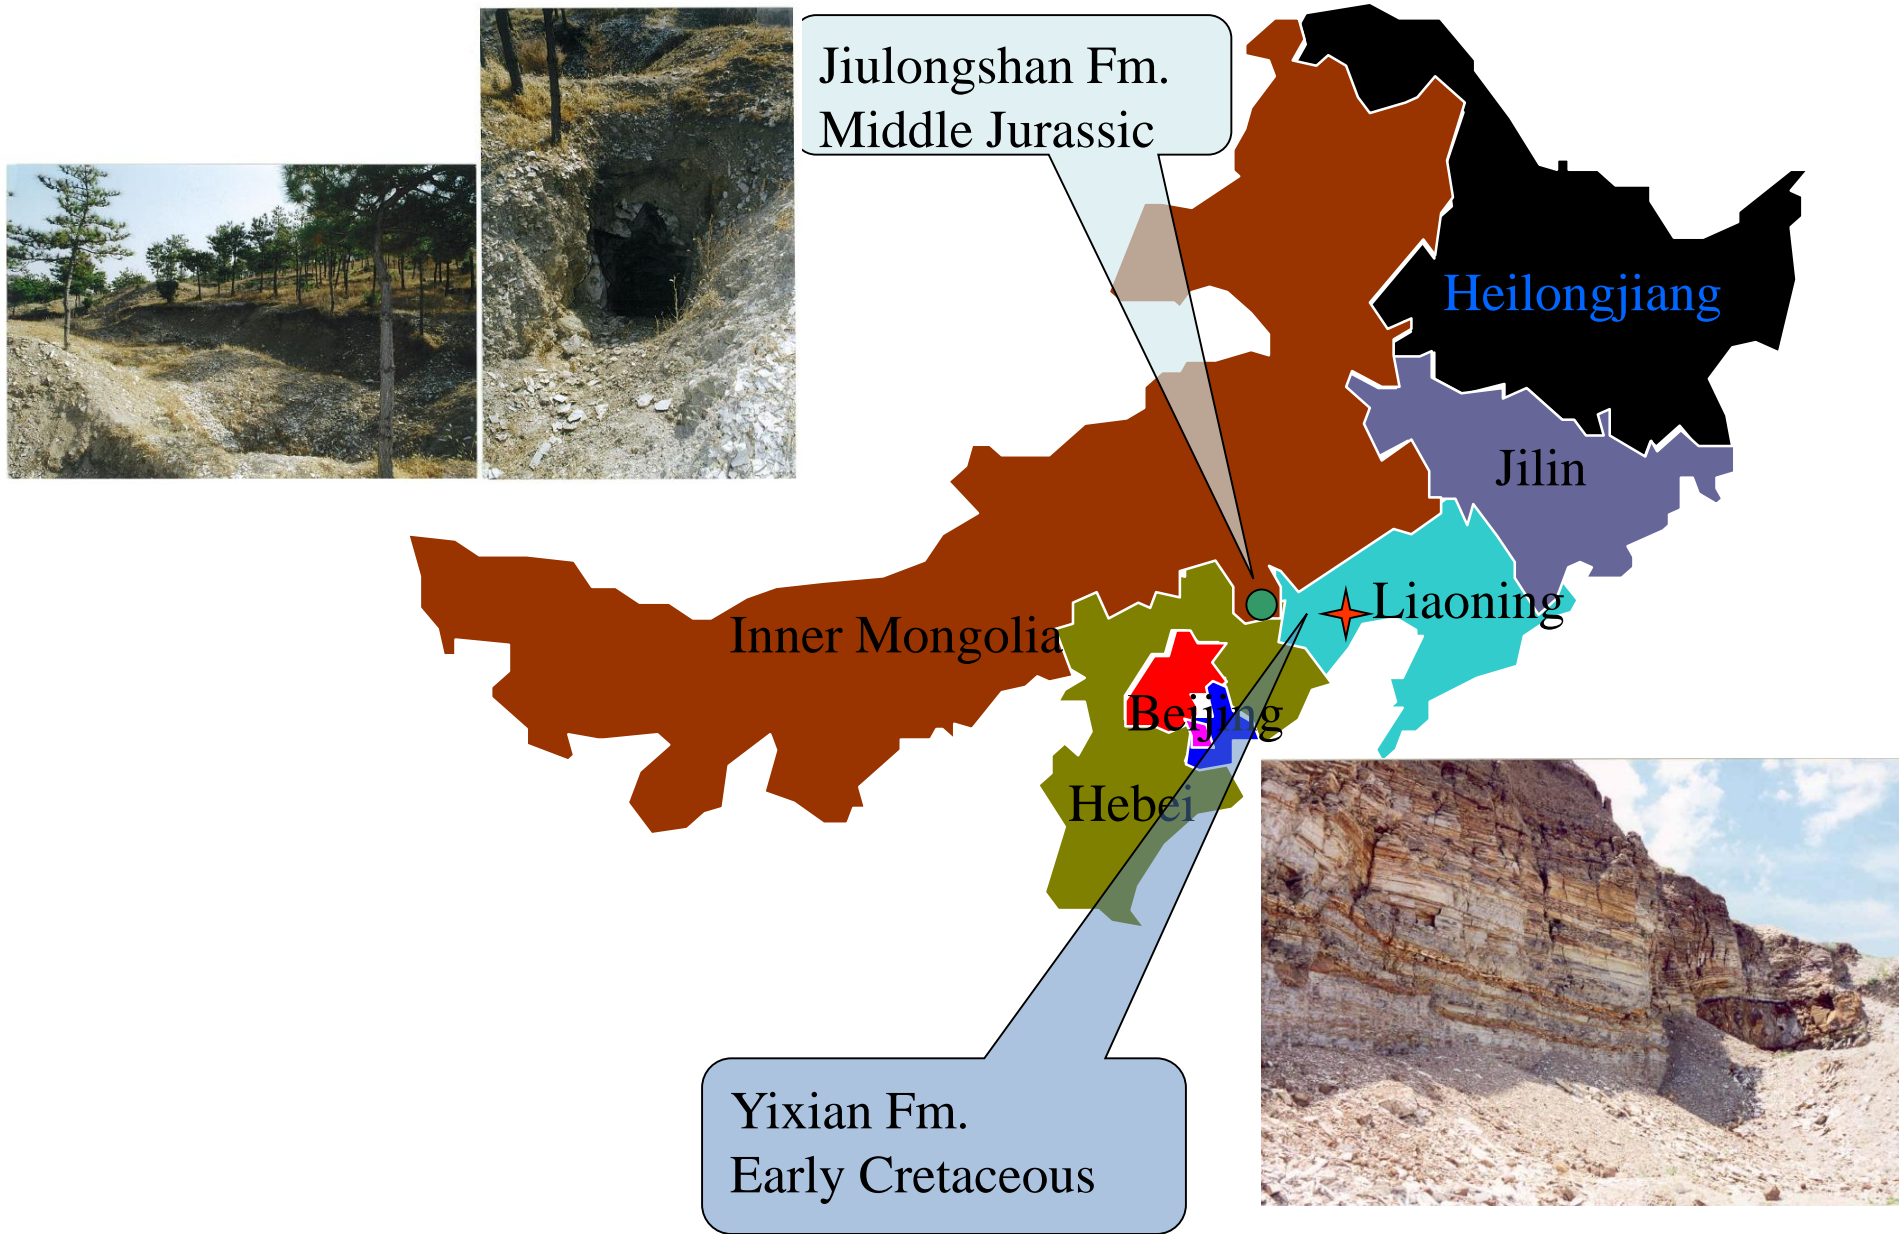 Jiulongshan Fm.
Middle Jurassic
Heilongjiang
Jilin
Liaoning
Inner Mongolia
Beijing
Hebei
Yixian Fm.
Early Cretaceous